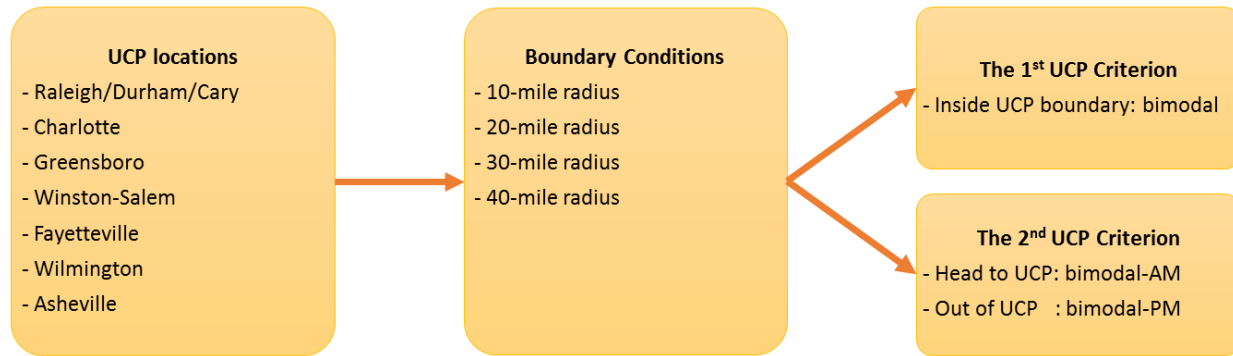 UCP locations
- Raleigh/Durham/Cary
- Charlotte
- Greensboro
- Winston-Salem
- Fayetteville
- Wilmington
- Asheville
Boundary Conditions
- 10-mile radius
- 20-mile radius
- 30-mile radius
- 40-mile radius
The 1st UCP Criterion
- Inside UCP boundary: bimodal
The 2nd UCP Criterion
- Head to UCP: bimodal-AM
- Out of UCP : bimodal-PM